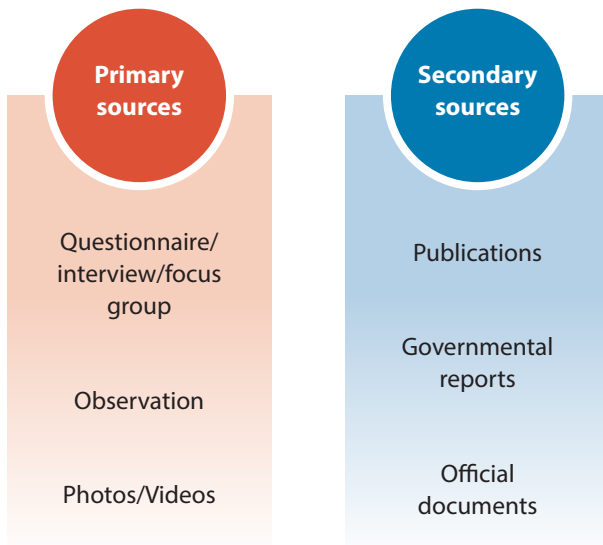 Primary
sources
Questionnaire/
interview/focus
group
Observation
Photos/Videos
Secondary
sources
Publications
Governmental
reports
Official
documents